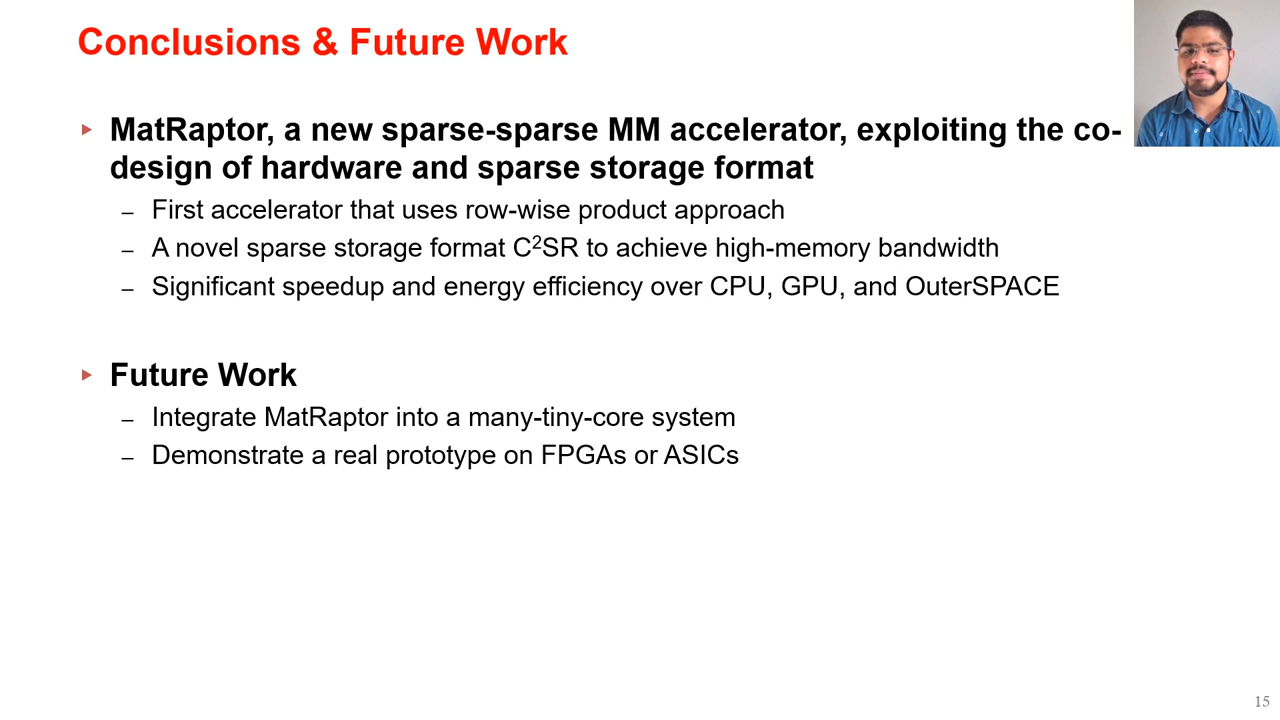 Conclusions & Future Work
MatRaptor, a new sparse-sparse MM accelerator, exploiting the co-
design of hardware and sparse storage format
– First accelerator that uses row-wise product approach
– A novel sparse storage format C²SR to achieve high-memory bandwidth
– Significant speedup and energy efficiency over CPU, GPU, and OuterSPACE
Future Work
– Integrate MatRaptor into a many-tiny-core system
– Demonstrate a real prototype on FPGAs or ASICs
15